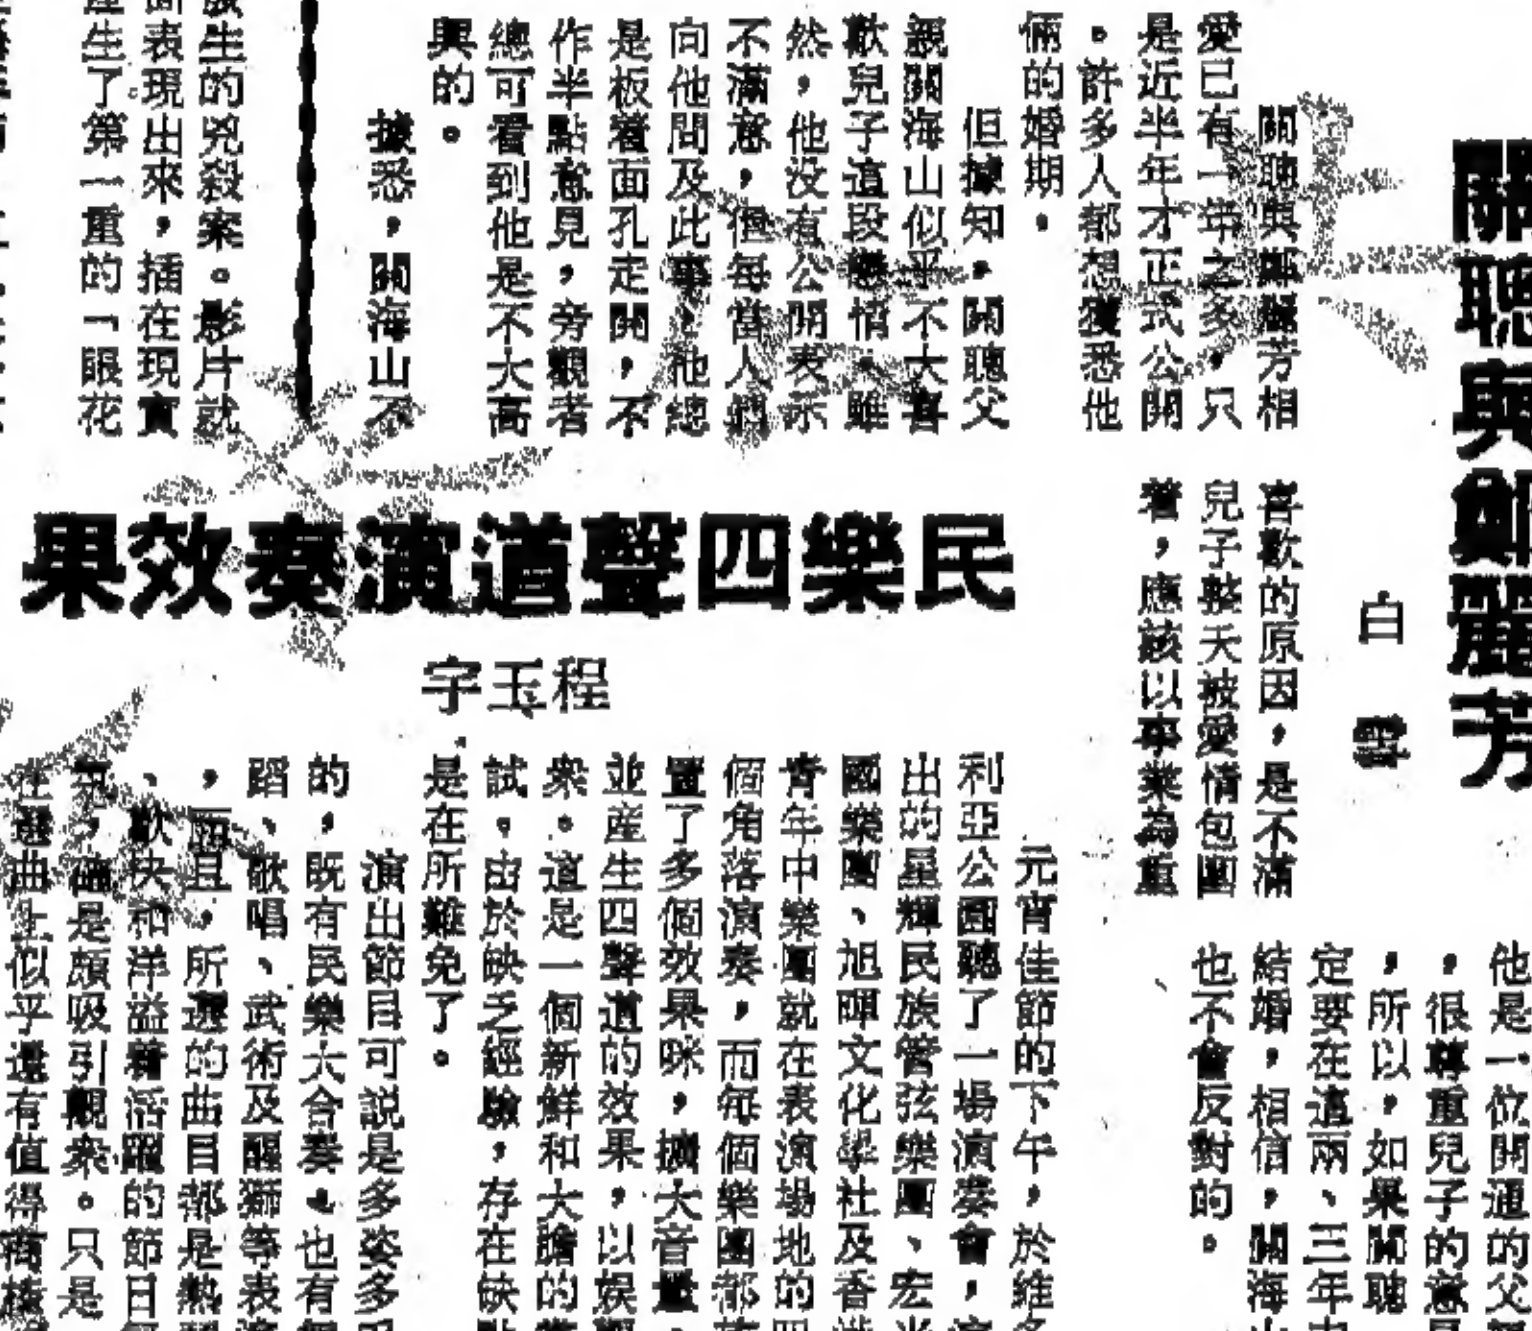 關聰與鄭麗芳
白雲
關聰與鄭麗芳相
愛已有一年之多,只
是近半年才正式公開
。許多人都想獲悉他
倆的婚期。
但據知,關聰父
親關海山似乎不大喜
歡兒子這段戀情,雖
然,他没有公開表示
不滿意,但每當人們
向他問及此事,他總
是板着面孔走開,不
作半點意見,旁觀者
總可看到他是不大高
興的。
據悉,關海山不
喜歡的原因,是不滿
兒子整天被愛情包圍
着,應該以事業為重
他是一位開通的父
,很尊重兒子的意
,所以,如果關聰
定要在這兩、三年
結婚,相信,關海
也不會反對的。
生的兇殺案。影片就
表現出來,插在現實
生了第一重的「眼花
民樂四聲道演奏效果
程玉宇
元宵佳節的下午,於維
利亞公園聽了一場演奏會,
出的星輝民族管弦樂團、宏
國樂團、旭暉文化學社及香
青年中樂團就在表演場地的
個角落演奏,而每個樂團都
置了多個效果咪,擴大音量、
並産生四聲道的效果,以娱
衆。這是一個新鮮和大膽的
試。由於缺乏經驗,存在缺
是在所難免了。
演出節目可説是多姿多
的,既有民樂大合奏,也有
蹈、歌唱、武術及醒獅等表
,而且,所選的曲目都是熱
、歡快和洋溢着活躍的節日
,確是頗吸引觀衆。只是
在選曲上似乎還有值得商榷